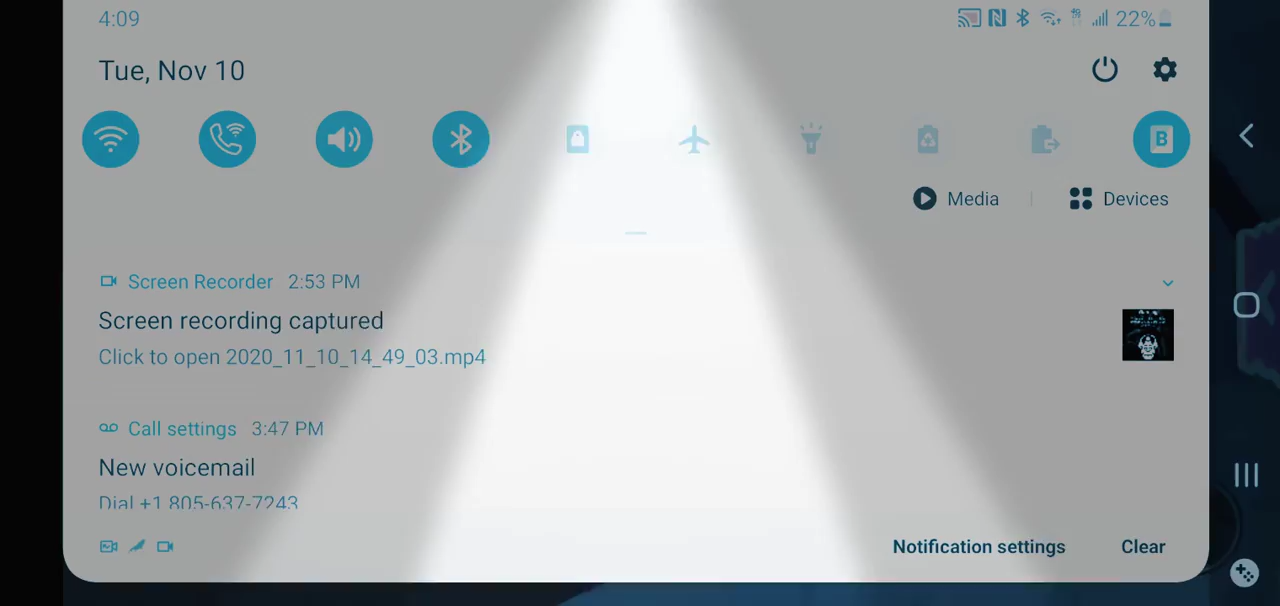 4:09
22%
Tue, Nov 10
B
Media
Devices
Screen Recorder 2:53 PM
Screen recording captured
Click to open 2020_11_10_14_49_03.mp4
Call settings 3:47 PM
New voicemail
Dial +1 805-637-7243
Notification settings
Clear